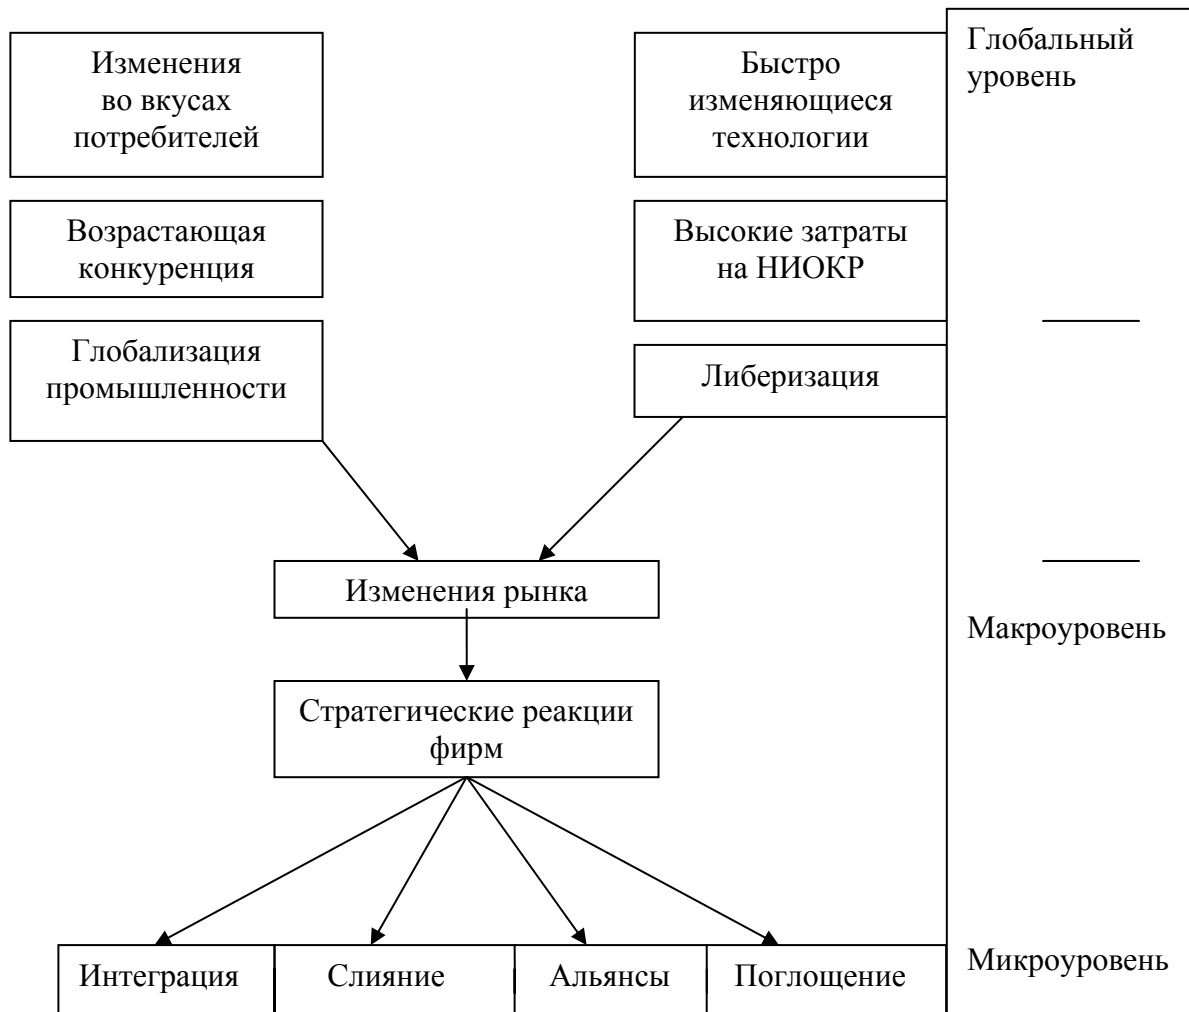 Изменения
во вкусах
потребителей
Быстро
изменяющиеся
технологии
Глобальный
уровень
Возрастающая
конкуренция
Высокие затраты
на НИОКР
Глобализация
промышленности
Либеризация
Изменения рынка
Макроуровень
Стратегические реакции
фирм
Интеграция
Слияние
Альянсы
Поглощение
Микроуровень